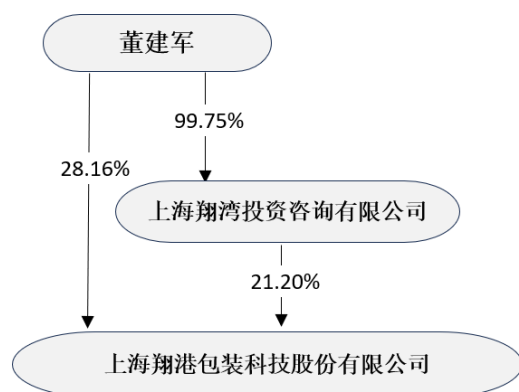 董建军
99.75%
28.16%
上海翔湾投资咨询有限公司
21.20%
上海翔港包装科技股份有限公司